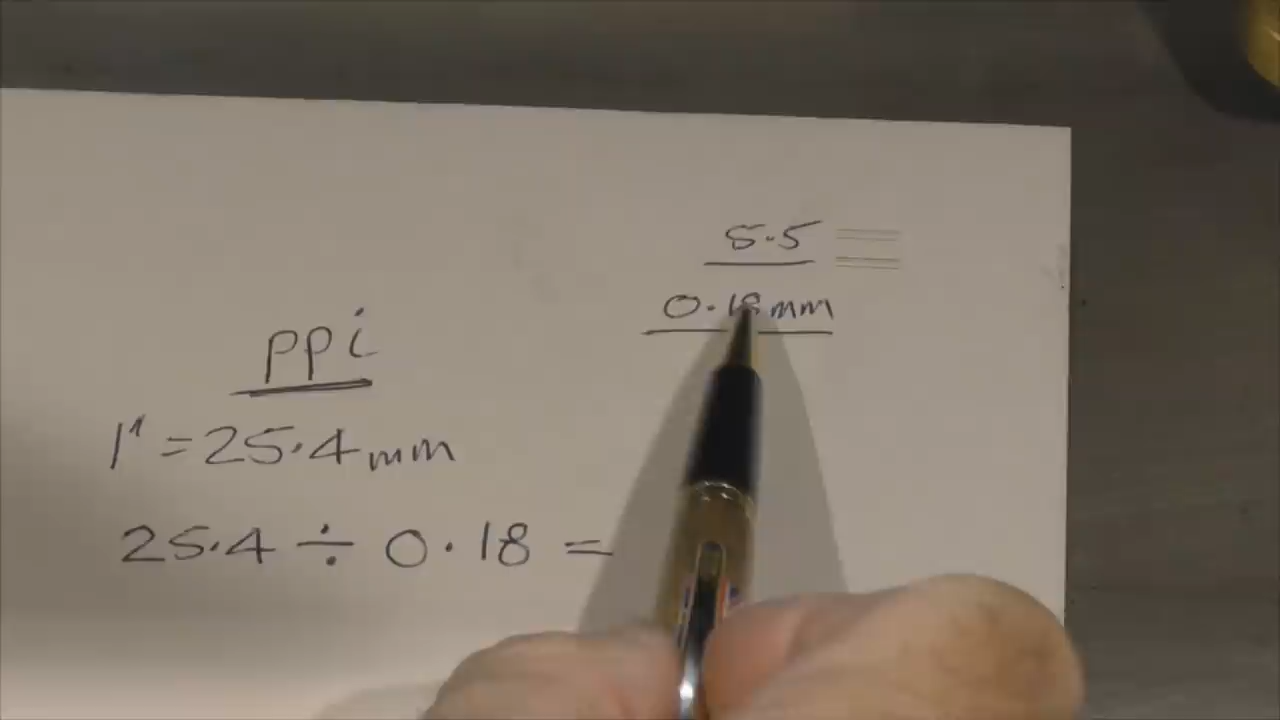 5.5
0.18mm
ppi
1" = 25.4mm
25.4 ÷ 0.18 =